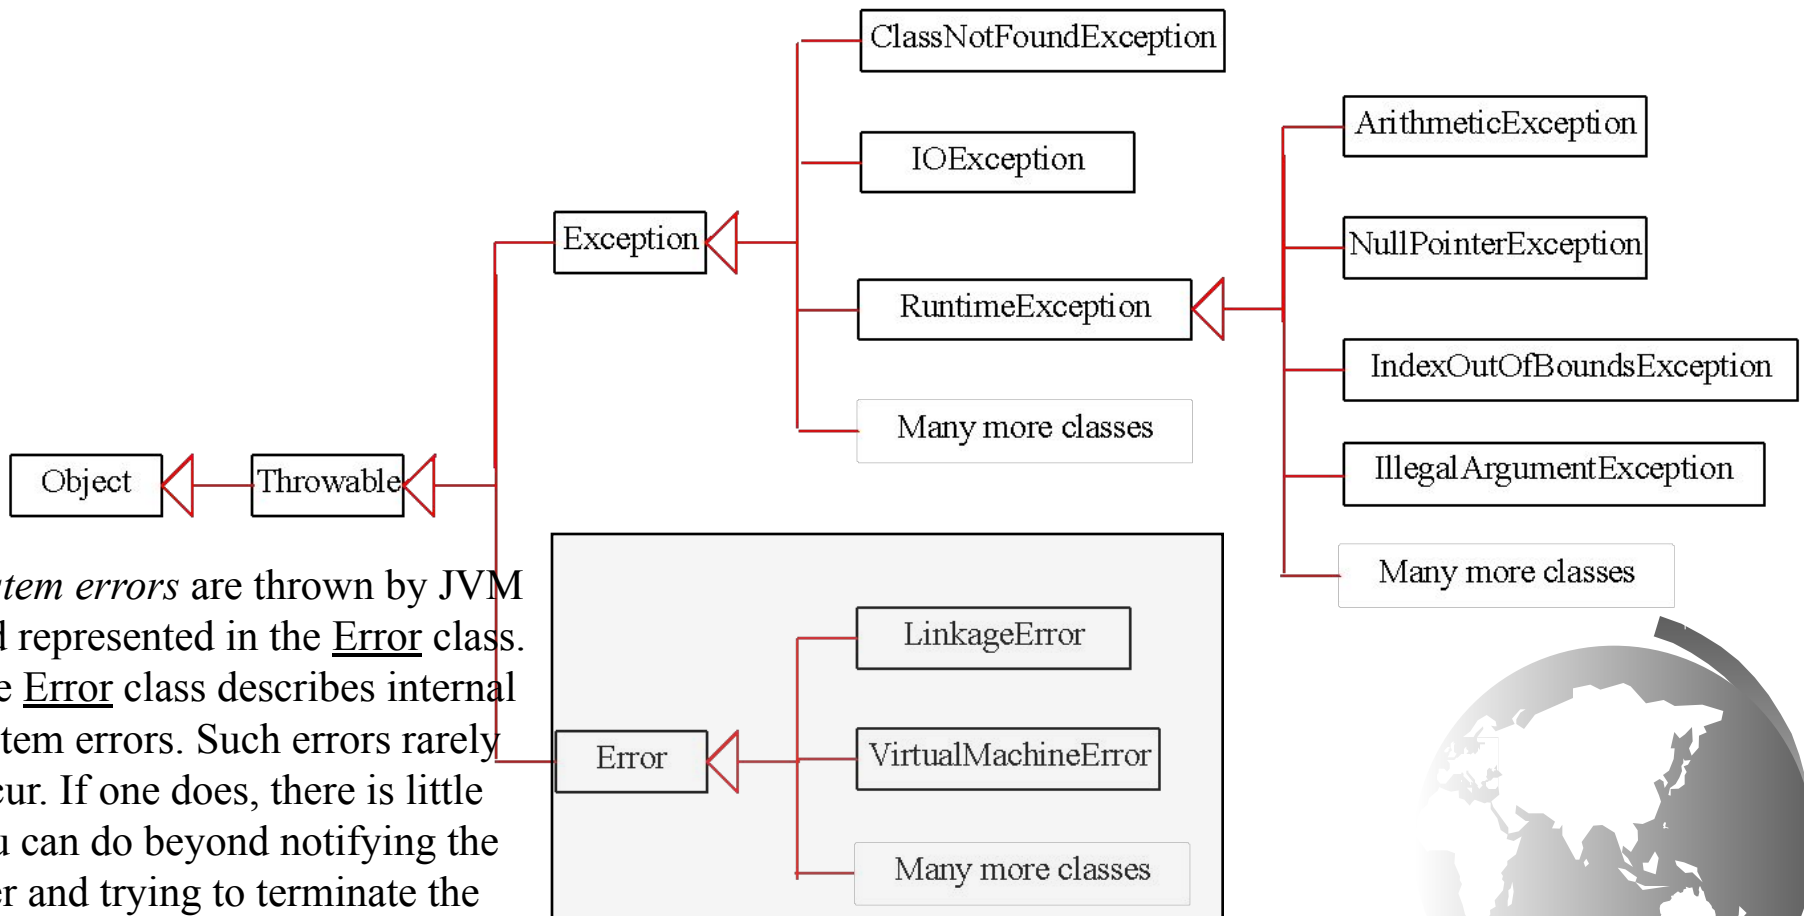 ClassNotFoundException
ArithmeticException
IOException
NullPointerException
Exception
RuntimeException
IndexOutOfBoundsException
Many more classes
Object
Throwable
IllegalArgumentException
Many more classes
tem errors are thrown by JVM
represented in the Error class.
Error class describes internal
tem errors. Such errors rarely
cur. If one does, there is little
u can do beyond notifying the
er and trying to terminate the
LinkageError
Error
VirtualMachineError
Many more classes